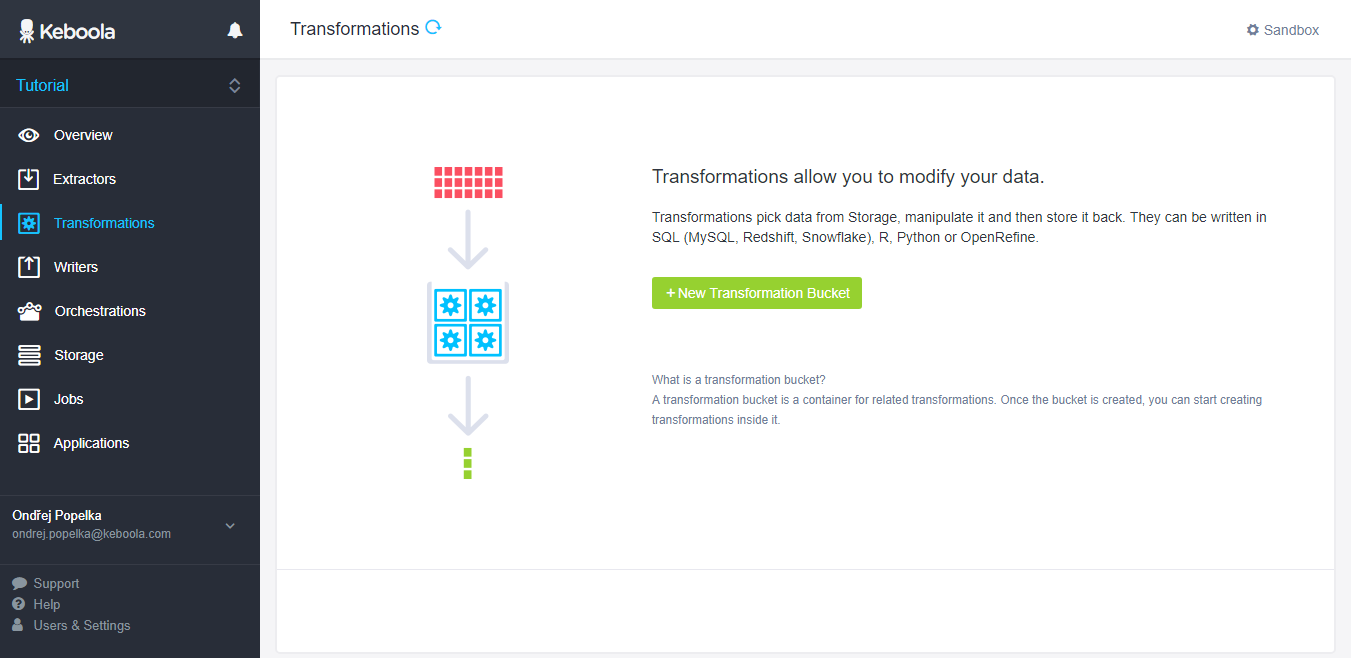 Keboola
Transformations
Sandbox
Tutorial
Overview
Extractors
Transformations
Writers
Orchestrations
Storage
Jobs
Applications
Ondřej Popelka
ondrej.popelka@keboola.com
Support
Help
Users & Settings
Transformations allow you to modify your data.
Transformations pick data from Storage, manipulate it and then store it back. They can be written in
SQL (MySQL, Redshift, Snowflake), R, Python or OpenRefine.
+ New Transformation Bucket
What is a transformation bucket?
A transformation bucket is a container for related transformations. Once the bucket is created, you can start creating
transformations inside it.